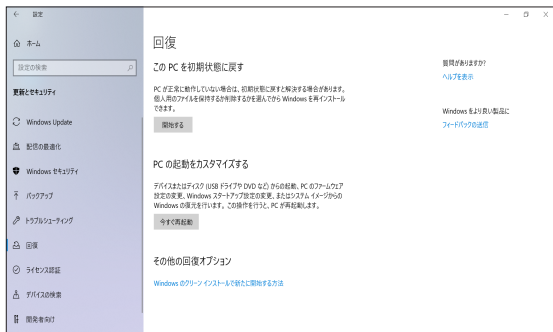 設定
ホーム
設定の検索
更新とセキュリティ
Windows Update
配信の最適化
Windows セキュリティ
バックアップ
トラブルシューティング
回復
ライセンス認証
デバイスの検索
開発者向け
回復
この PC を初期状態に戻す
PC が正常に動作していない場合は、初期状態に戻すと解決する場合があります。
個人用のファイルを保持するか削除するかを選んでから Windows を再インストール
できます。
開始する
PC の起動をカスタマイズする
デバイスまたはディスク (USB ドライブや DVD など) からの起動、PC のファームウェア
設定の変更、Windows スタートアップ設定の変更、またはシステム イメージからの
Windows の復元を行います。この操作を行うと、PC が再起動します。
今すぐ再起動
その他の回復オプション
Windows のクリーン インストールで新たに開始する方法
質問がありますか?
ヘルプを表示
Windows をより良い製品に
フィードバックの送信